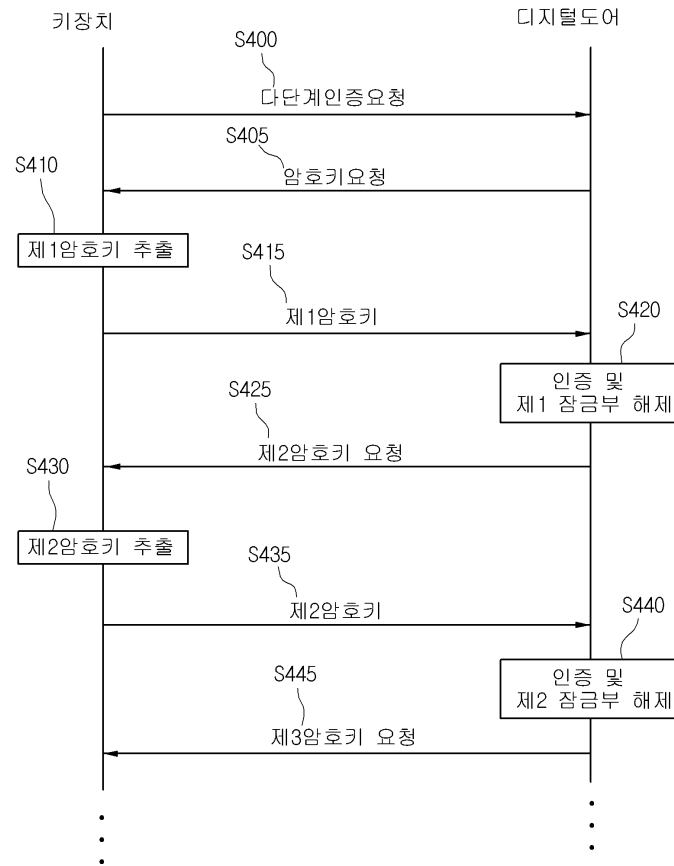 키장치
디지털도어
S400
다단계인증요청
S405
암호키요청
S410
제1암호키 추출
S415
제1암호키
S420
인증 및
제1 잠금부 해제
S425
제2암호키 요청
S430
제2암호키 추출
S435
제2암호키
S440
인증 및
제2 잠금부 해제
S445
제3암호키 요청